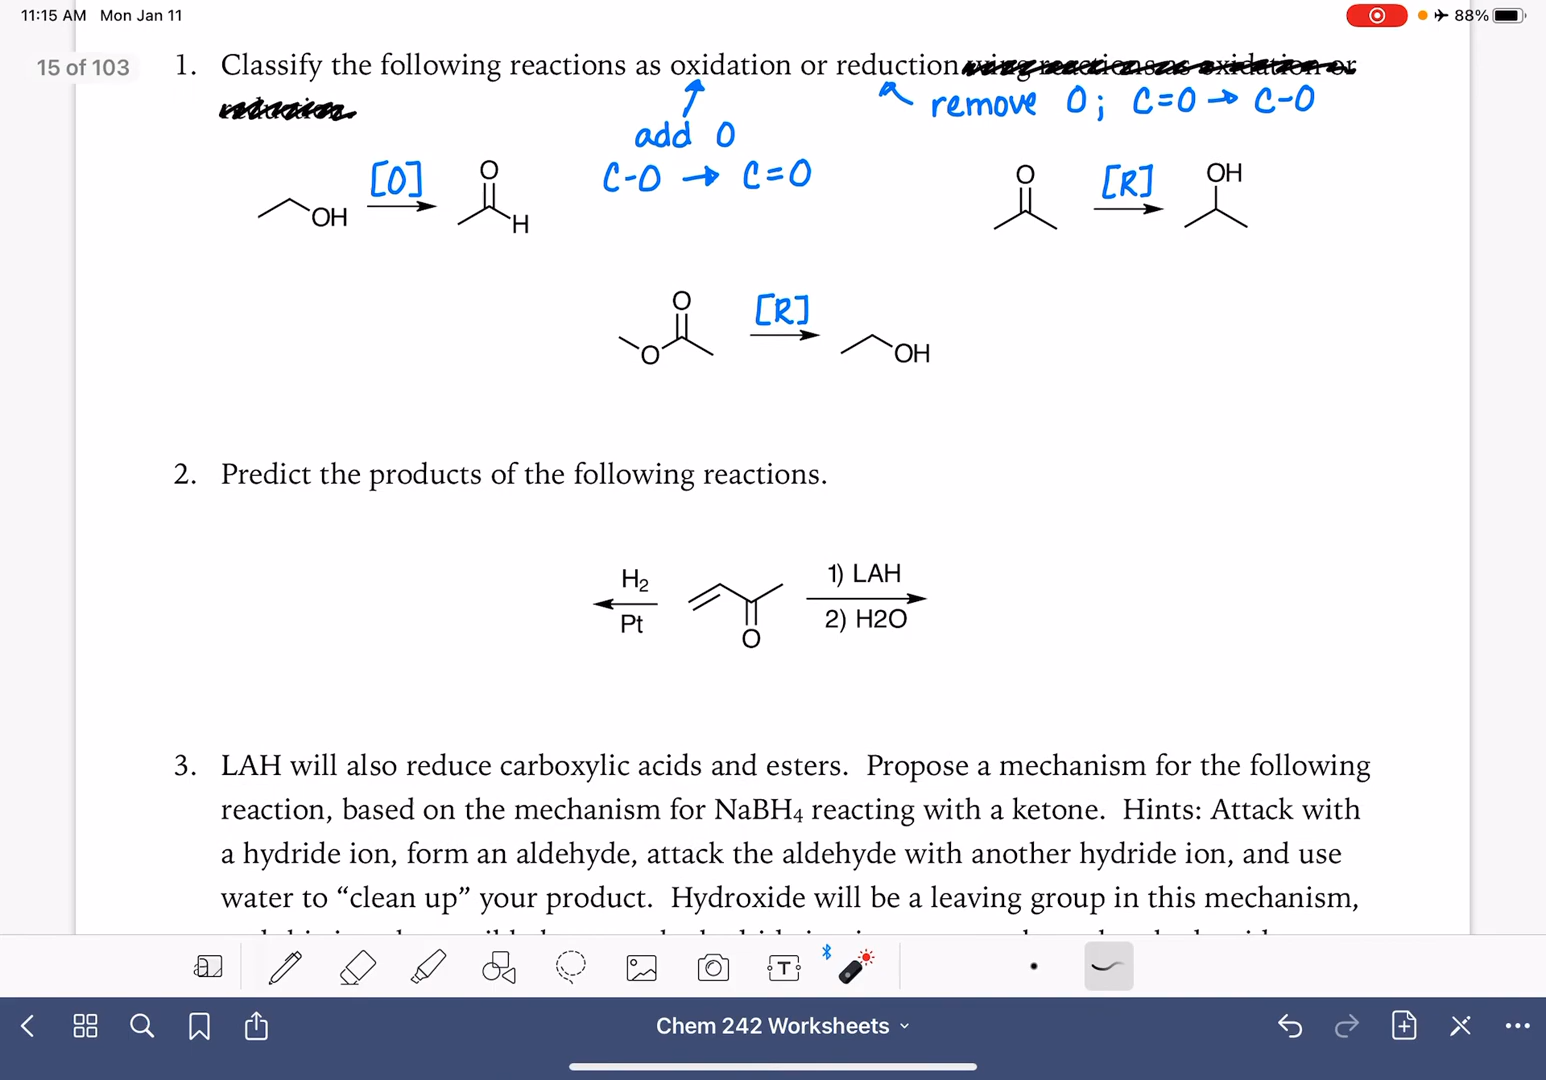 11:15 AM Mon Jan 11
88%
15 of 103
1. Classify the following reactions as oxidation or reduction
remove O; C=O → C-O
add O
C-O → C=O
[O]
OH
O
H
O
[R]
OH
O
O
[R]
OH
2. Predict the products of the following reactions.
H2
Pt
O
1) LAH
2) H2O
3. LAH will also reduce carboxylic acids and esters. Propose a mechanism for the following
reaction, based on the mechanism for NaBH4 reacting with a ketone. Hints: Attack with
a hydride ion, form an aldehyde, attack the aldehyde with another hydride ion, and use
water to “clean up” your product. Hydroxide will be a leaving group in this mechanism,
T
Chem 242 Worksheets